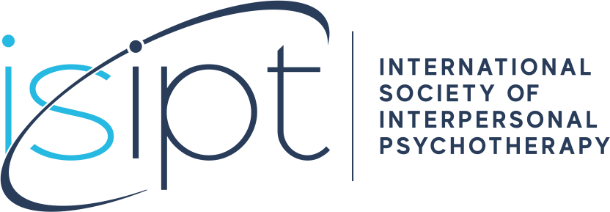 isipt
INTERNATIONAL
SOCIETY OF
INTERPERSONAL
PSYCHOTHERAPY